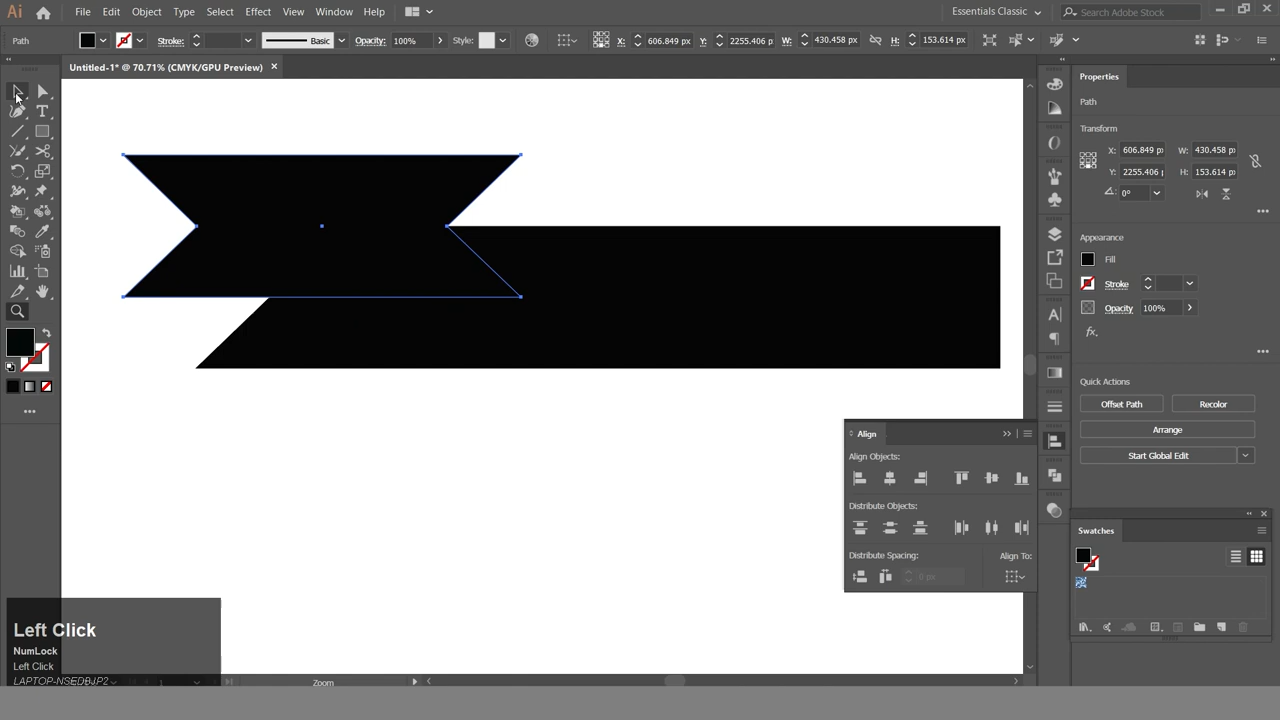 Ai File Edit Object Type Select Effect View Window Help Essentials Classic Search Adobe Stock
Path Stroke: Basic Opacity: 100% Style: X: 606.849 px Y: 2255.406 p W: 430.458 px H: 153.614 px
Untitled-1* @ 70.71% (CMYK/GPU Preview) ×
Properties
Path
Transform
X: 606.849 p W: 430.458 p
Y: 2255.406 p H: 153.614 p
0°
Appearance
Fill
Stroke
Opacity 100%
fx.
Quick Actions
Offset Path Recolor
Arrange
Start Global Edit
Align
Align Objects:
Distribute Objects:
Distribute Spacing: Align To:
0 px
Swatches
Left Click
NumLock
Left Click
LAPTOP-NSEDBJP2
1 Zoom